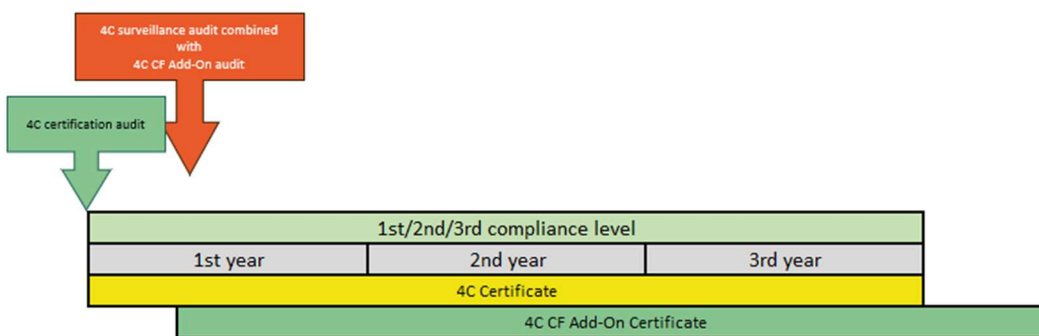 4C surveillance audit combined
with
4C CF Add-On audit
4C certification audit
1st/2nd/3rd compliance level
1st year 2nd year 3rd year
4C Certificate
4C CF Add-On Certificate